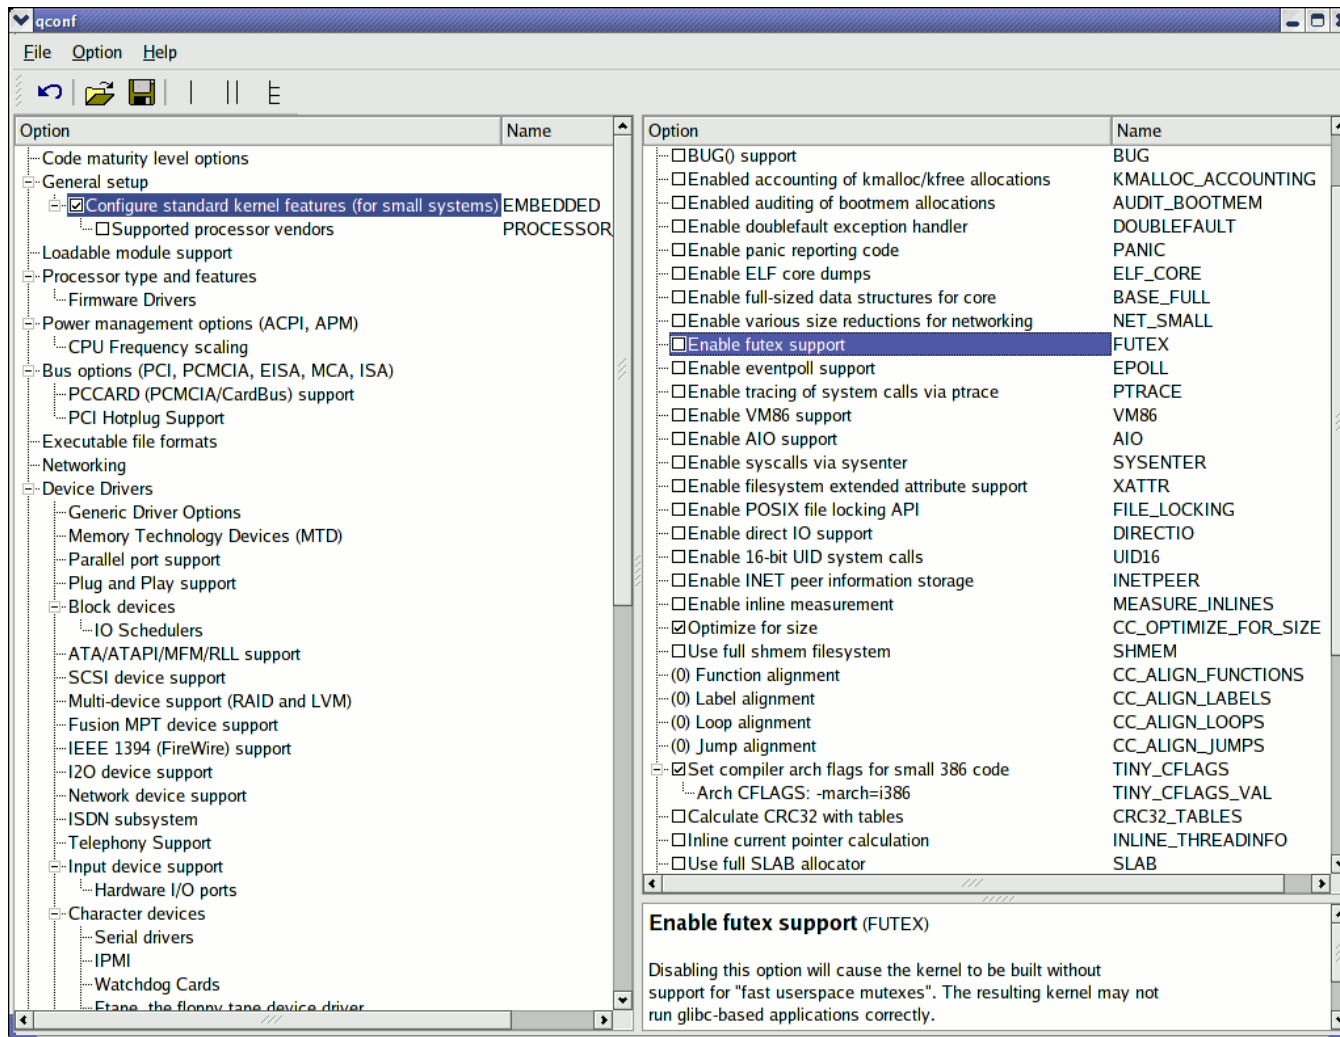 qconf
File Option Help
Option Name
Code maturity level options
General setup
Configure standard kernel features (for small systems) EMBEDDED
Supported processor vendors PROCESSOR
Loadable module support
Processor type and features
Firmware Drivers
Power management options (ACPI, APM)
CPU Frequency scaling
Bus options (PCI, PCMCIA, EISA, MCA, ISA)
PCCARD (PCMCIA/CardBus) support
PCI Hotplug Support
Executable file formats
Networking
Device Drivers
Generic Driver Options
Memory Technology Devices (MTD)
Parallel port support
Plug and Play support
Block devices
IO Schedulers
ATA/ATAPI/MFM/RLL support
SCSI device support
Multi-device support (RAID and LVM)
Fusion MPT device support
IEEE 1394 (FireWire) support
I2O device support
Network device support
ISDN subsystem
Telephony Support
Input device support
Hardware I/O ports
Character devices
Serial drivers
IPMI
Watchdog Cards
Ftape, the floppy tape device driver
Option Name
BUG() support BUG
Enabled accounting of kmalloc/kfree allocations KMALLOC_ACCOUNTING
Enabled auditing of bootmem allocations AUDIT_BOOTMEM
Enable doublefault exception handler DOUBLEFAULT
Enable panic reporting code PANIC
Enable ELF core dumps ELF_CORE
Enable full-sized data structures for core BASE_FULL
Enable various size reductions for networking NET_SMALL
Enable futex support FUTEX
Enable eventpoll support EPOLL
Enable tracing of system calls via ptrace PTRACE
Enable VM86 support VM86
Enable AIO support AIO
Enable syscalls via sysenter SYSENTER
Enable filesystem extended attribute support XATTR
Enable POSIX file locking API FILE_LOCKING
Enable direct IO support DIRECTIO
Enable 16-bit UID system calls UID16
Enable INET peer information storage INETPEER
Enable inline measurement MEASURE_INLINES
Optimize for size CC_OPTIMIZE_FOR_SIZE
Use full shmem filesystem SHMEM
(0) Function alignment CC_ALIGN_FUNCTIONS
(0) Label alignment CC_ALIGN_LABELS
(0) Loop alignment CC_ALIGN_LOOPS
(0) Jump alignment CC_ALIGN_JUMPS
Set compiler arch flags for small 386 code TINY_CFLAGS
Arch CFLAGS: -march=i386 TINY_CFLAGS_VAL
Calculate CRC32 with tables CRC32_TABLES
Inline current pointer calculation INLINE_THREADINFO
Use full SLAB allocator SLAB
Enable futex support (FUTEX)
Disabling this option will cause the kernel to be built without
support for "fast userspace mutexes". The resulting kernel may not
run glibc-based applications correctly.